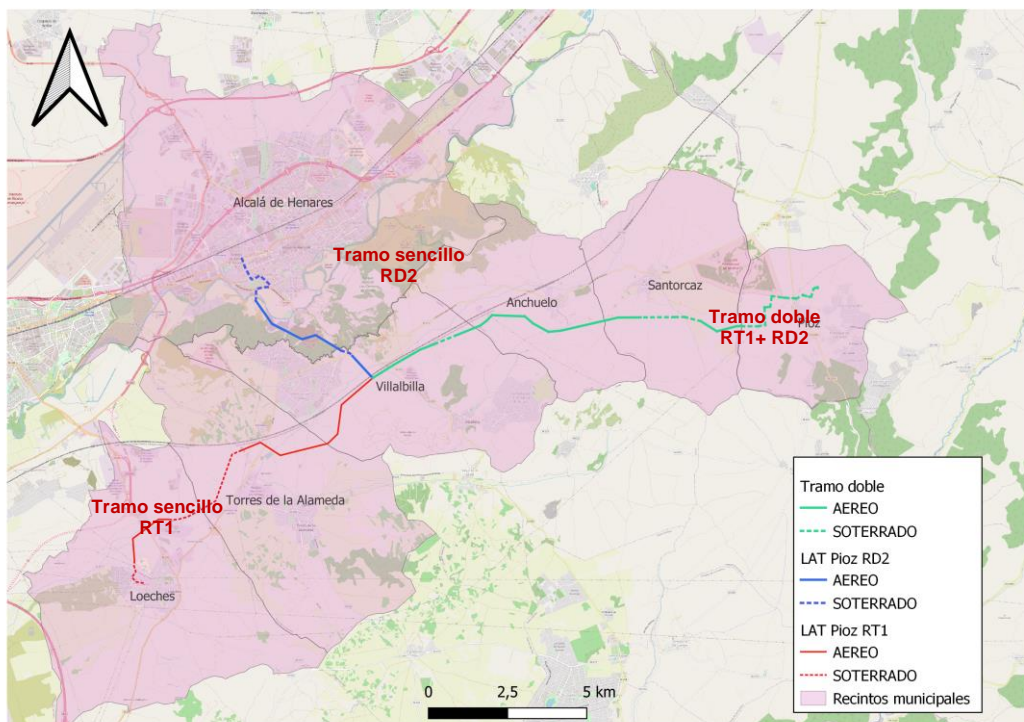 Alcalá de Henares
Tramo sencillo
RD2
Anchuelo
Santorcaz
Tramo doble
RT1+ RD2
Pioz
Villalbilla
Tramo sencillo
RT1
Torres de la Alameda
Loeches
Tramo doble
AEREO
SOTERRADO
LAT Pioz RD2
AEREO
SOTERRADO
LAT Pioz RT1
AEREO
SOTERRADO
Recintos municipales
0 2,5 5 km